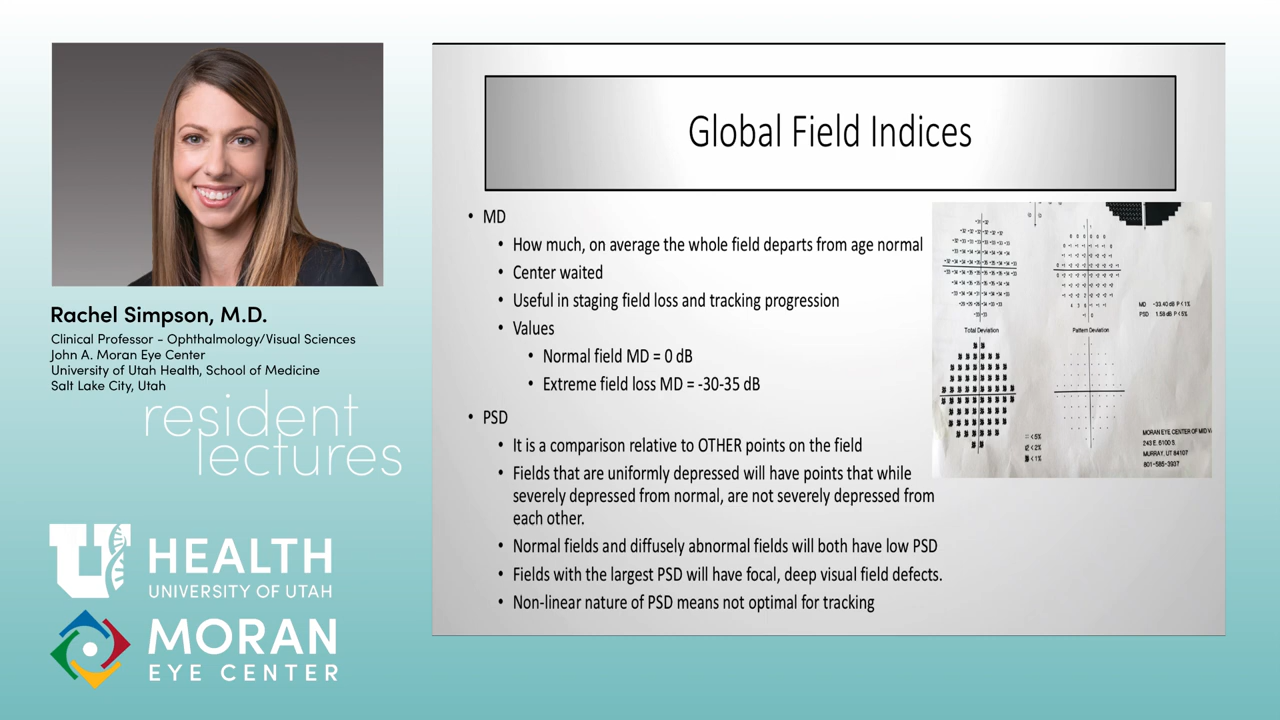 Rachel Simpson, M.D.
Clinical Professor - Ophthalmology/Visual Sciences
John A. Moran Eye Center
University of Utah Health, School of Medicine
Salt Lake City, Utah
resident
lectures
U HEALTH
UNIVERSITY OF UTAH
MORAN
EYE CENTER
Global Field Indices
• MD
• How much, on average the whole field departs from age normal
• Center waited
• Useful in staging field loss and tracking progression
• Values
• Normal field MD = 0 dB
• Extreme field loss MD = -30-35 dB
• PSD
• It is a comparison relative to OTHER points on the field
• Fields that are uniformly depressed will have points that while
severely depressed from normal, are not severely depressed from
each other.
• Normal fields and diffusely abnormal fields will both have low PSD
• Fields with the largest PSD will have focal, deep visual field defects.
• Non-linear nature of PSD means not optimal for tracking
MD -33.40 dB P < 1%
PSD 1.58 dB P < 5%
Total Deviation
Pattern Deviation
< 5%
< 2%
< 1%
MORAN EYE CENTER OF MID V
243 E. 6100 S.
MURRAY, UT 84107
801-585-3937